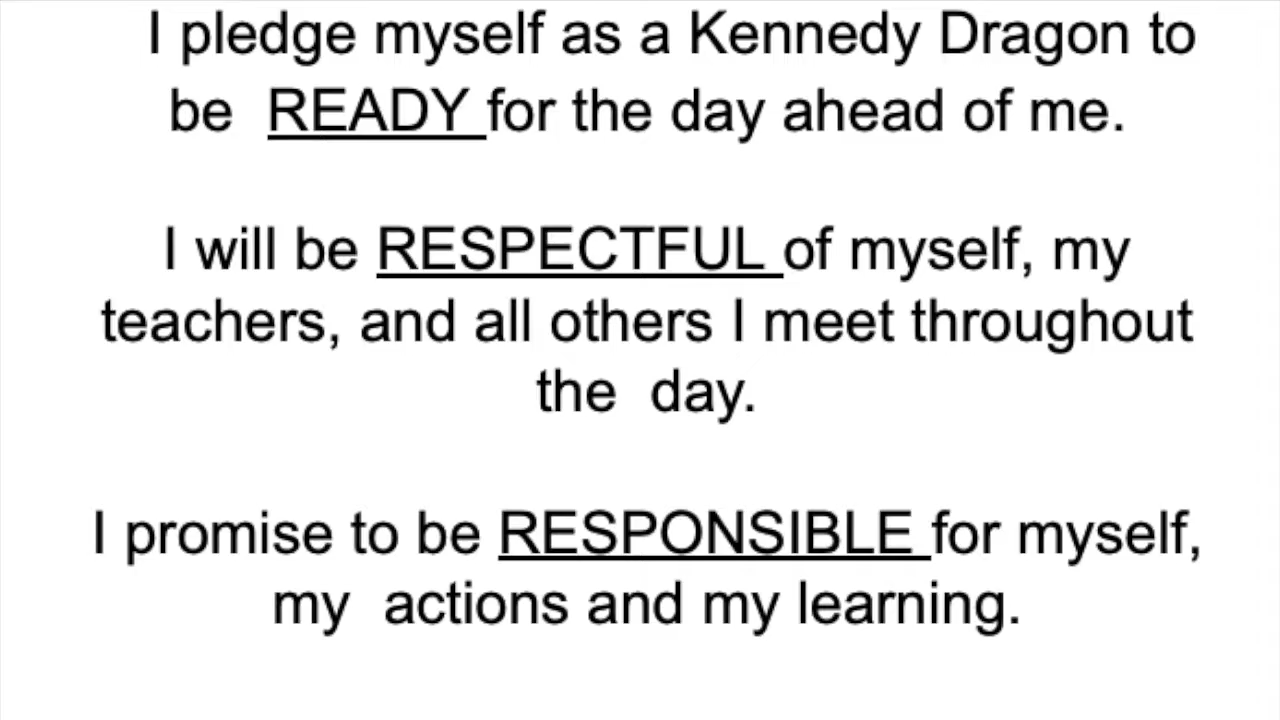 I pledge myself as a Kennedy Dragon to
be READY for the day ahead of me.
I will be RESPECTFUL of myself, my
teachers, and all others I meet throughout
the day.
I promise to be RESPONSIBLE for myself,
my actions and my learning.